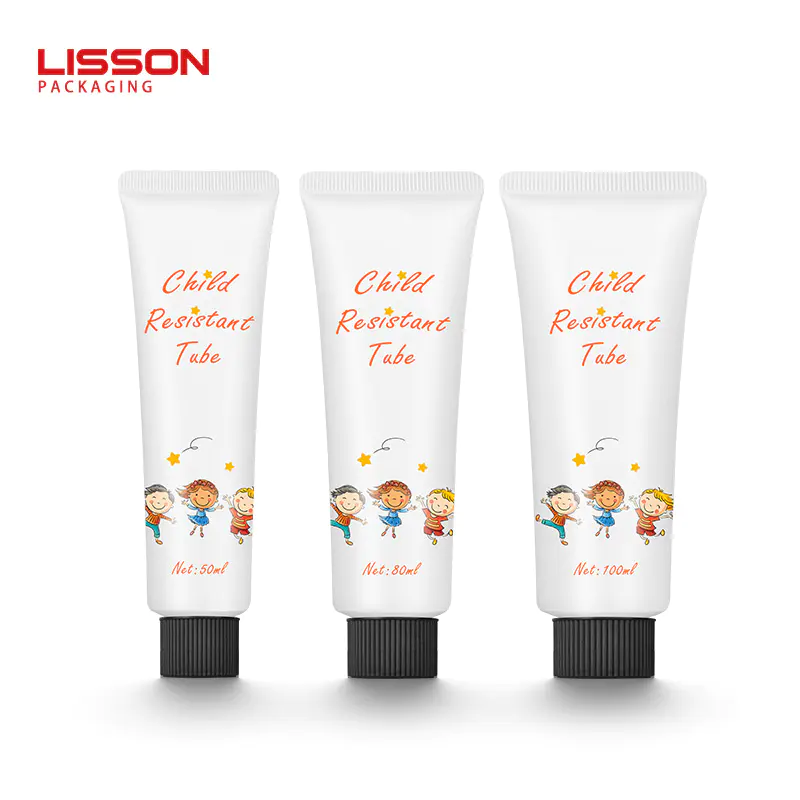 LISSON
PACKAGING
Child
Resistant
Tube
Net:50ml
Child
Resistant
Tube
Net:80ml
Child
Resistant
Tube
Net:100ml